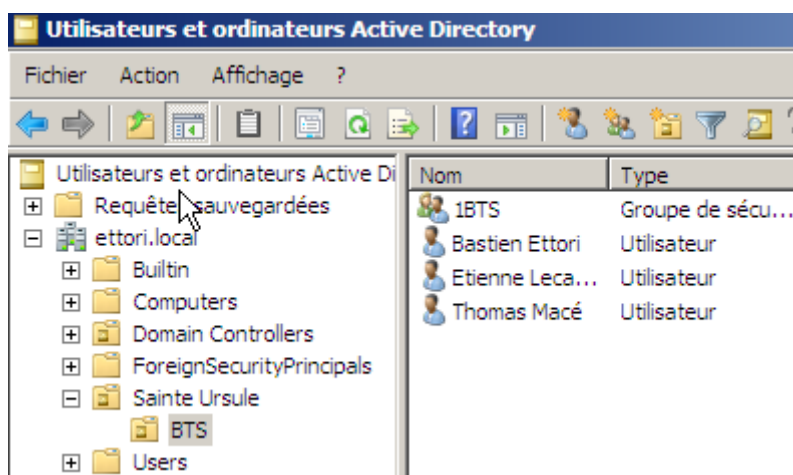 Utilisateurs et ordinateurs Active Directory
Fichier Action Affichage ?
Utilisateurs et ordinateurs Active Di
Requêtes sauvegardées
ettori.local
Builtin
Computers
Domain Controllers
ForeignSecurityPrincipals
Sainte Ursule
BTS
Users
Nom Type
1BTS Groupe de sécu...
Bastien Ettori Utilisateur
Etienne Leca... Utilisateur
Thomas Macé Utilisateur